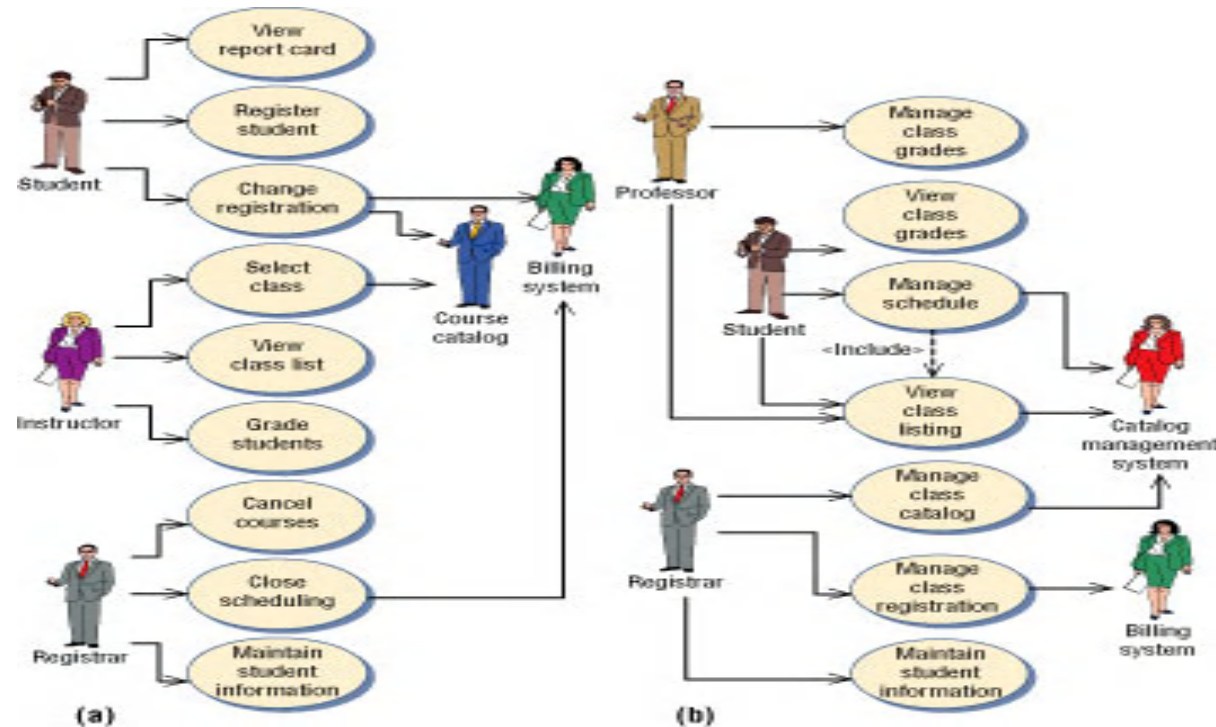 View
report card
Register
student
Student
Change
registration
Select
class
Billing
system
Course
catalog
View
class list
Instructor
Grade
students
Cancel
courses
Close
scheduling
Registrar
Maintain
student
information
(a)
Manage
class
grades
Professor
View
class
grades
Manage
schedule
Student
<Include>
View
class
listing
Catalog
management
system
Manage
class
catalog
Registrar
Manage
class
registration
Billing
system
Maintain
student
information
(b)